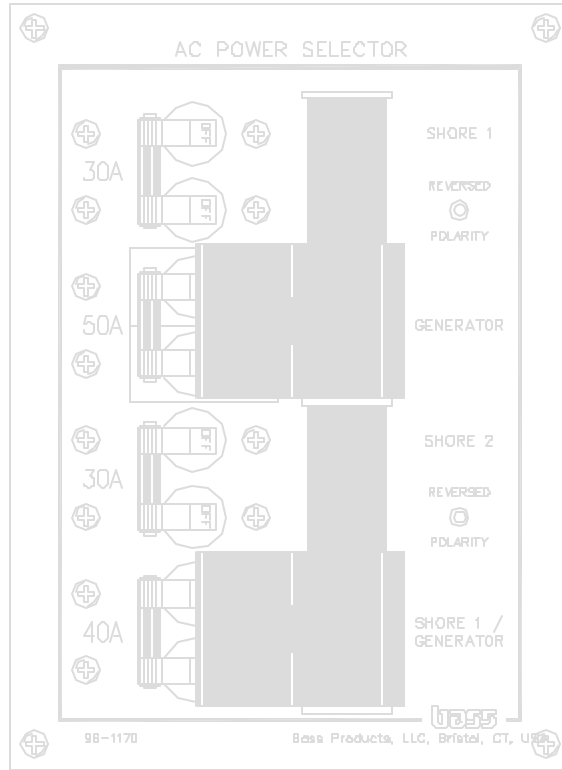 AC POWER SELECTOR
SHORE 1
OFF
30A
REVERSED
OFF
POLARITY
50A
GENERATOR
OFF
SHORE 2
30A
REVERSED
OFF
POLARITY
40A
SHORE 1 /
GENERATOR
bass
98-1170
Bass Products, LLC, Bristol, CT, USA